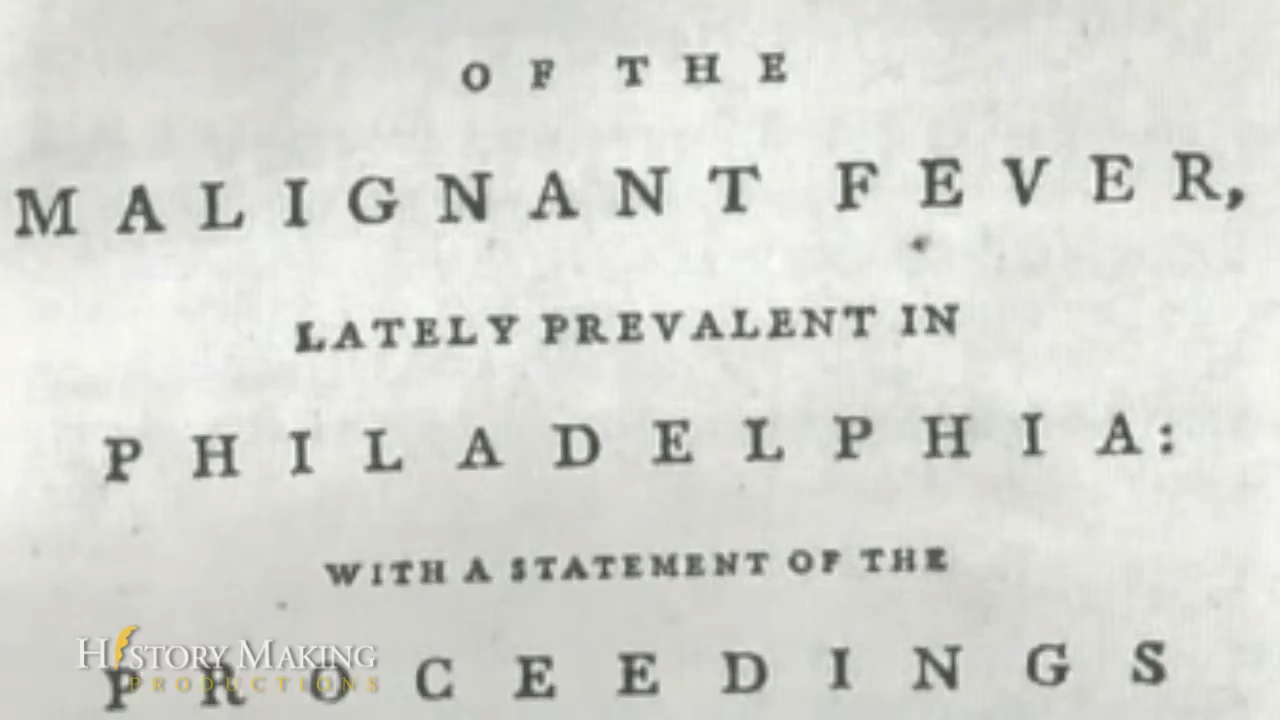 OF THE
MALIGNANT FEVER,
LATELY PREVALENT IN
PHILADELPHIA:
WITH A STATEMENT OF THE
PROCEEDINGS
HISTORY MAKING
PRODUCTIONS